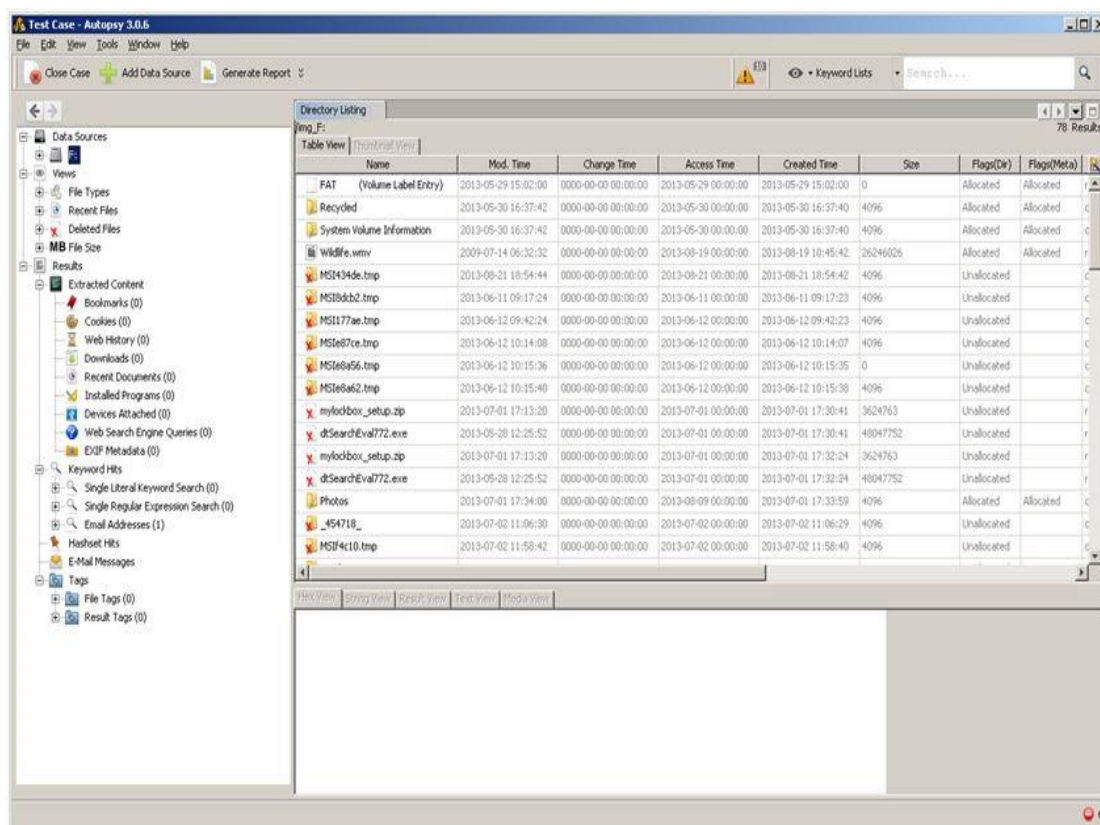 Test Case - Autopsy 3.0.6
File Edit View Tools Window Help
Close Case Add Data Source Generate Report Keyword Lists Search...
Data Sources
Views
File Types
Recent Files
Deleted Files
MB File Size
Results
Extracted Content
Bookmarks (0)
Cookies (0)
Web History (0)
Downloads (0)
Recent Documents (0)
Installed Programs (0)
Devices Attached (0)
Web Search Engine Queries (0)
EXIF Metadata (0)
Keyword Hits
Single Literal Keyword Search (0)
Single Regular Expression Search (0)
Email Addresses (1)
Hashset Hits
E-Mail Messages
Tags
File Tags (0)
Result Tags (0)
Directory Listing
/img_F:
78 Results
Table View Thumbnail View
Name Mod. Time Change Time Access Time Created Time Size Flags(Dir) Flags(Meta)
FAT (Volume Label Entry) 2013-05-29 15:02:00 0000-00-00 00:00:00 2013-05-29 00:00:00 2013-05-29 15:02:00 0 Allocated Allocated
Recycled 2013-05-30 16:37:42 0000-00-00 00:00:00 2013-05-30 00:00:00 2013-05-30 16:37:40 4096 Allocated Allocated
System Volume Information 2013-05-30 16:37:42 0000-00-00 00:00:00 2013-05-30 00:00:00 2013-05-30 16:37:40 4096 Allocated Allocated
Wildlife.wmv 2009-07-14 06:32:32 0000-00-00 00:00:00 2013-08-19 00:00:00 2013-08-19 10:45:42 26246026 Allocated Allocated
MSI434de.tmp 2013-08-21 18:54:44 0000-00-00 00:00:00 2013-08-21 00:00:00 2013-08-21 18:54:42 4096 Unallocated
MSI8dcb2.tmp 2013-06-11 09:17:24 0000-00-00 00:00:00 2013-06-11 00:00:00 2013-06-11 09:17:23 4096 Unallocated
MSI177ae.tmp 2013-06-12 09:42:24 0000-00-00 00:00:00 2013-06-12 00:00:00 2013-06-12 09:42:23 4096 Unallocated
MSIe87ce.tmp 2013-06-12 10:14:08 0000-00-00 00:00:00 2013-06-12 00:00:00 2013-06-12 10:14:07 4096 Unallocated
MSIe8a56.tmp 2013-06-12 10:15:36 0000-00-00 00:00:00 2013-06-12 00:00:00 2013-06-12 10:15:35 0 Unallocated
MSIe8a62.tmp 2013-06-12 10:15:40 0000-00-00 00:00:00 2013-06-12 00:00:00 2013-06-12 10:15:38 4096 Unallocated
mylockbox_setup.zip 2013-07-01 17:13:20 0000-00-00 00:00:00 2013-07-01 00:00:00 2013-07-01 17:30:41 3624763 Unallocated
dtSearchEval772.exe 2013-05-28 12:25:52 0000-00-00 00:00:00 2013-07-01 00:00:00 2013-07-01 17:30:41 48047752 Unallocated
mylockbox_setup.zip 2013-07-01 17:13:20 0000-00-00 00:00:00 2013-07-01 00:00:00 2013-07-01 17:32:24 3624763 Unallocated
dtSearchEval772.exe 2013-05-28 12:25:52 0000-00-00 00:00:00 2013-07-01 00:00:00 2013-07-01 17:32:24 48047752 Unallocated
Photos 2013-07-01 17:34:00 0000-00-00 00:00:00 2013-08-09 00:00:00 2013-07-01 17:33:59 4096 Allocated Allocated
_454718_ 2013-07-02 11:06:30 0000-00-00 00:00:00 2013-07-02 00:00:00 2013-07-02 11:06:29 4096 Unallocated
MSIf4c10.tmp 2013-07-02 11:58:42 0000-00-00 00:00:00 2013-07-02 00:00:00 2013-07-02 11:58:40 4096 Unallocated
Hex View String View Result View Text View Media View